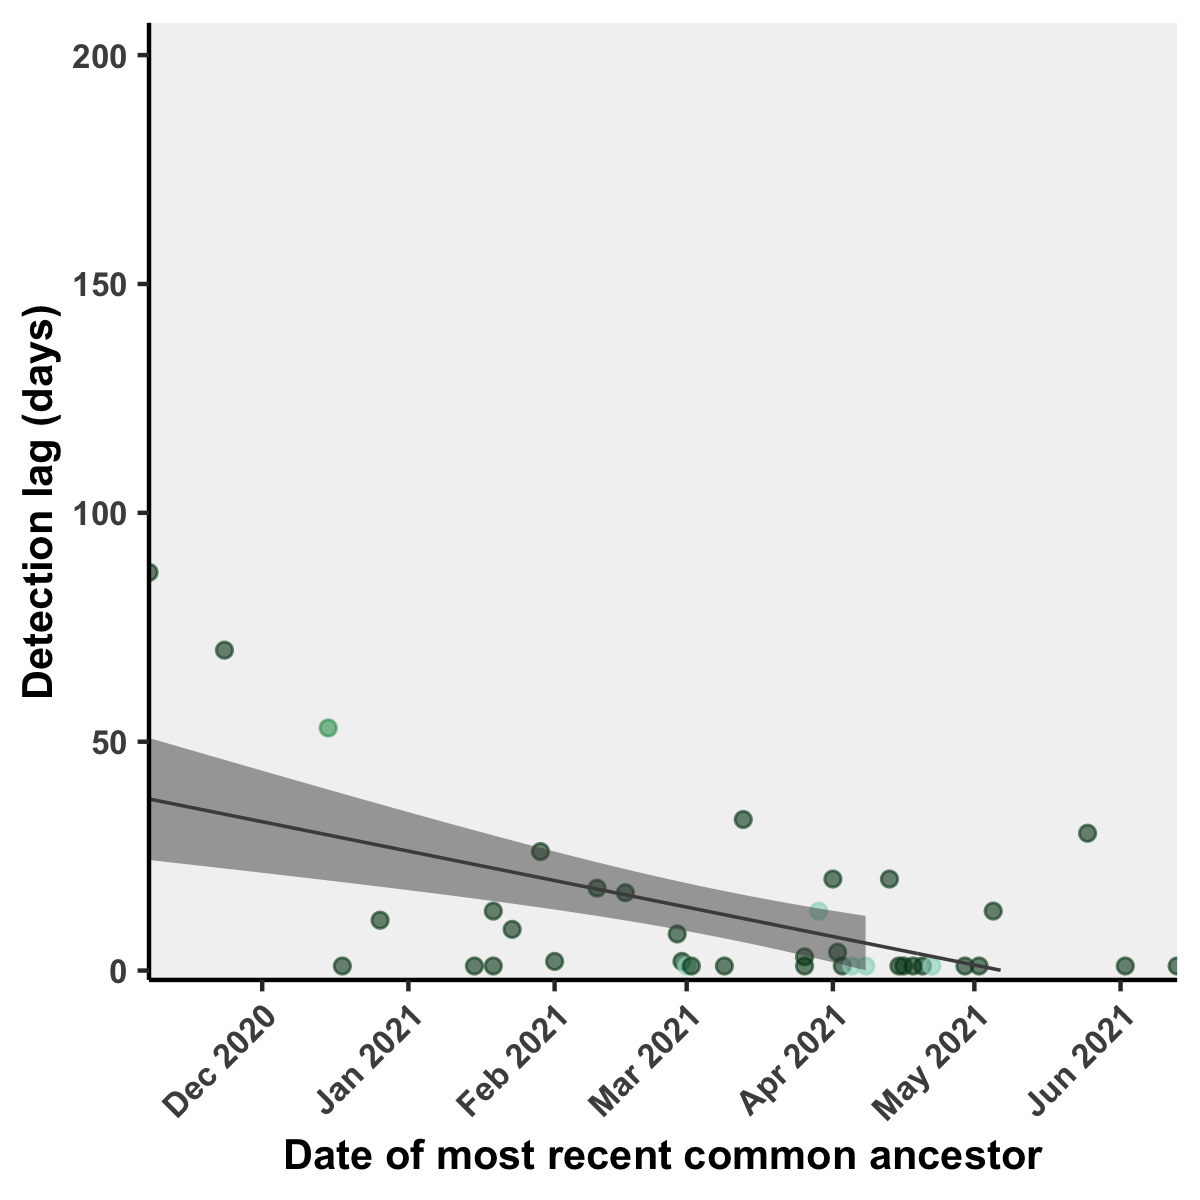 200
150
100
50
0
Detection lag (days)
Dec 2020
Jan 2021
Feb 2021
Mar 2021
Apr 2021
May 2021
Jun 2021
Date of most recent common ancestor